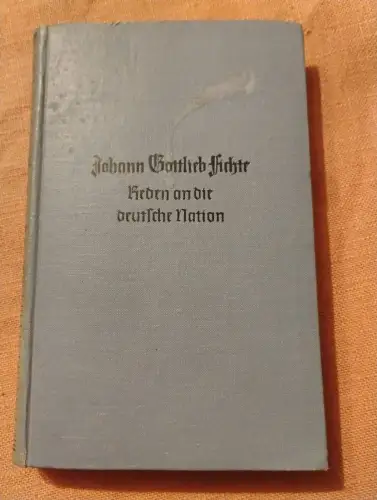 Johann Gottlieb Fichte
Reden an die
deutsche Nation